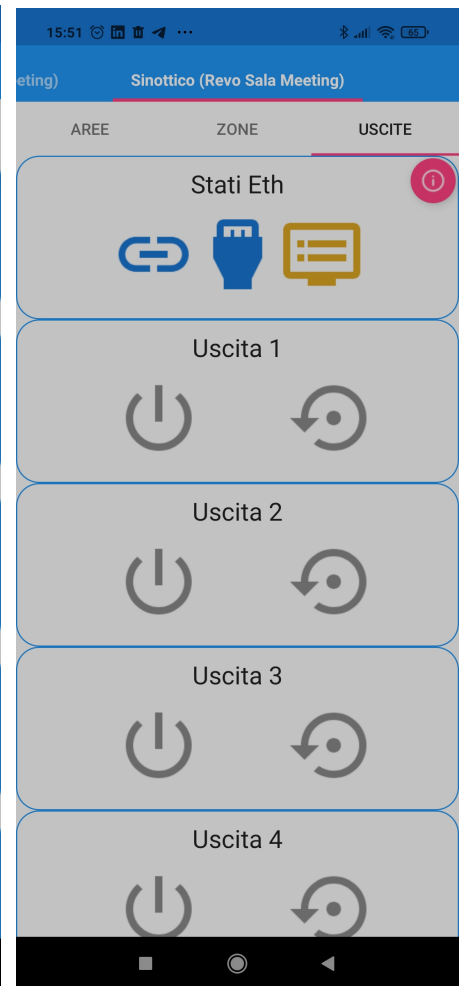 15:51
65
eting)
Sinottico (Revo Sala Meeting)
AREE
ZONE
USCITE
Stati Eth
Uscita 1
Uscita 2
Uscita 3
Uscita 4